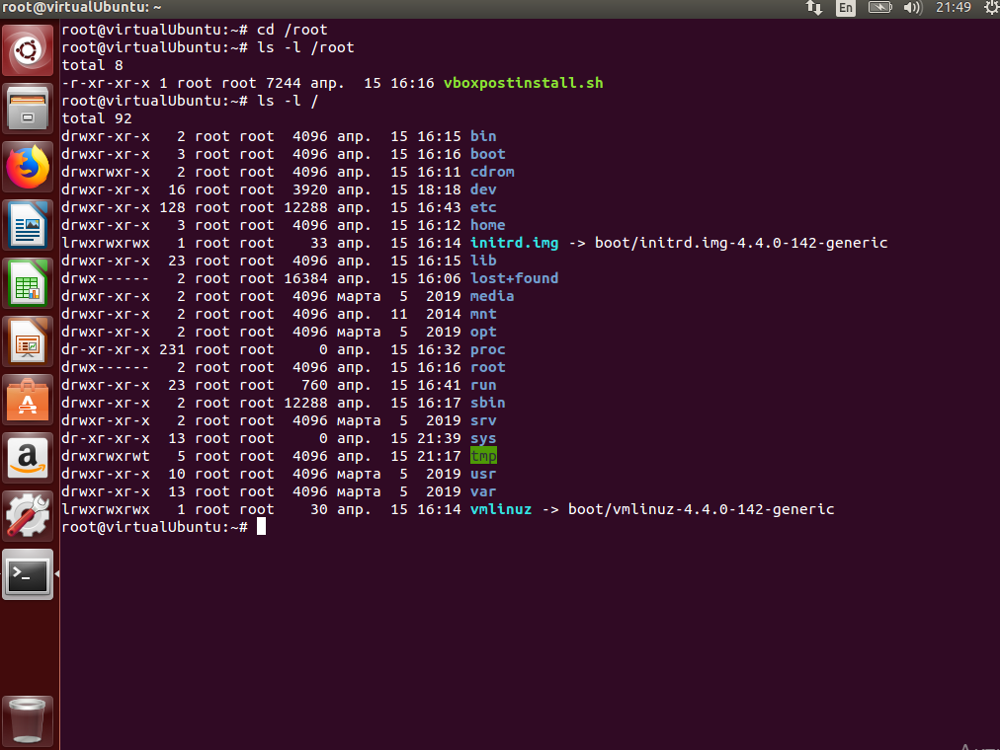 root@virtualUbuntu: ~
En
21:49
root@virtualUbuntu:~# cd /root
root@virtualUbuntu:~# ls -l /root
total 8
-r-xr-xr-x 1 root root 7244 апр.  15 16:16 vboxpostinstall.sh
root@virtualUbuntu:~# ls -l /
total 92
drwxr-xr-x   2 root root  4096 апр.  15 16:15 bin
drwxr-xr-x   3 root root  4096 апр.  15 16:16 boot
drwxrwxr-x   2 root root  4096 апр.  15 16:11 cdrom
drwxr-xr-x  16 root root  3920 апр.  15 18:18 dev
drwxr-xr-x 128 root root 12288 апр.  15 16:43 etc
drwxr-xr-x   3 root root  4096 апр.  15 16:12 home
lrwxrwxrwx   1 root root    33 апр.  15 16:14 initrd.img -> boot/initrd.img-4.4.0-142-generic
drwxr-xr-x  23 root root  4096 апр.  15 16:15 lib
drwx------   2 root root 16384 апр.  15 16:06 lost+found
drwxr-xr-x   2 root root  4096 марта  5  2019 media
drwxr-xr-x   2 root root  4096 апр.  11  2014 mnt
drwxr-xr-x   2 root root  4096 марта  5  2019 opt
dr-xr-xr-x 231 root root     0 апр.  15 16:32 proc
drwx------   2 root root  4096 апр.  15 16:16 root
drwxr-xr-x  23 root root   760 апр.  15 16:41 run
drwxr-xr-x   2 root root 12288 апр.  15 16:17 sbin
drwxr-xr-x   2 root root  4096 марта  5  2019 srv
dr-xr-xr-x  13 root root     0 апр.  15 21:39 sys
drwxrwxrwt   5 root root  4096 апр.  15 21:17 tmp
drwxr-xr-x  10 root root  4096 марта  5  2019 usr
drwxr-xr-x  13 root root  4096 марта  5  2019 var
lrwxrwxrwx   1 root root    30 апр.  15 16:14 vmlinuz -> boot/vmlinuz-4.4.0-142-generic
root@virtualUbuntu:~#